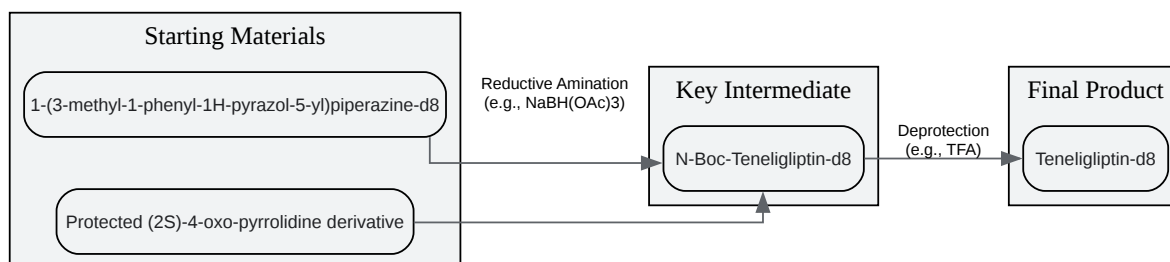 Starting Materials
1-(3-methyl-1-phenyl-1H-pyrazol-5-yl)piperazine-d8
Protected (2S)-4-oxo-pyrrolidine derivative
Reductive Amination
(e.g., NaBH(OAc)3)
Key Intermediate
N-Boc-Teneligliptin-d8
Deprotection
(e.g., TFA)
Final Product
Teneligliptin-d8